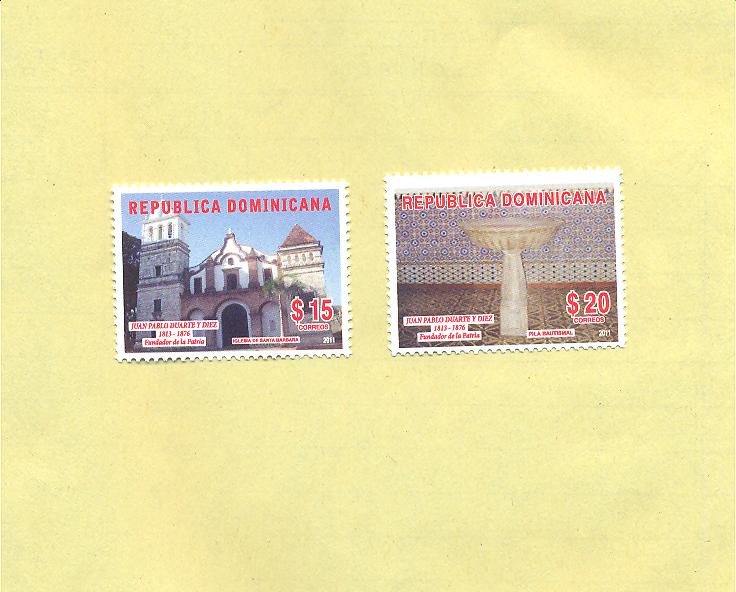 REPUBLICA DOMINICANA
$ 15
CORREOS
JUAN PABLO DUARTE Y DIEZ
1813 - 1876
Fundador de la Patria
IGLESIA DE SANTA BARBARA
2011
REPUBLICA DOMINICANA
$ 20
CORREOS
JUAN PABLO DUARTE Y DIEZ
1813 - 1876
Fundador de la Patria
PILA BAUTISMAL
2011